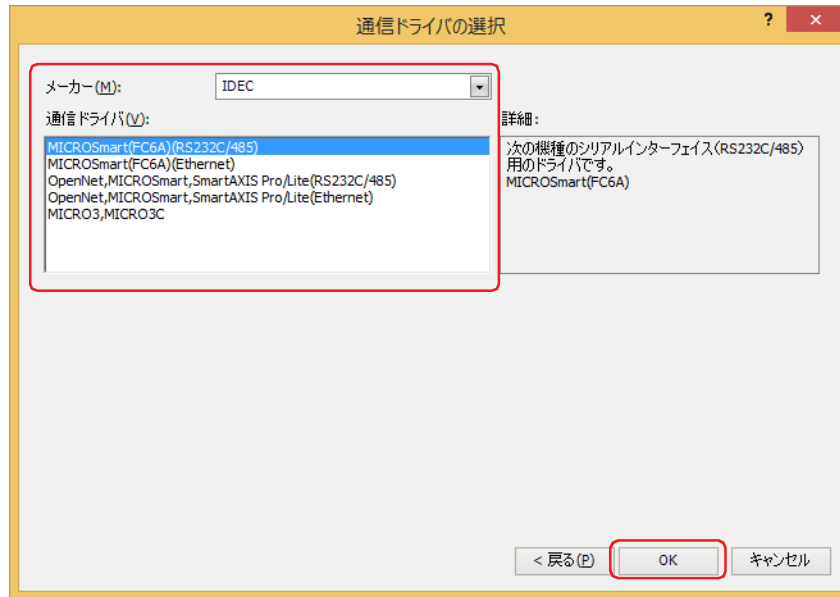 通信ドライバの選択
?
×
メーカー(M):
IDEC
通信ドライバ(V):
MICROSmart(FC6A)(RS232C/485)
MICROSmart(FC6A)(Ethernet)
OpenNet,MICROSmart,SmartAXIS Pro/Lite(RS232C/485)
OpenNet,MICROSmart,SmartAXIS Pro/Lite(Ethernet)
MICRO3,MICRO3C
詳細:
次の機種のシリアルインターフェイス(RS232C/485)
用のドライバです。
MICROSmart(FC6A)
< 戻る(P)
OK
キャンセル